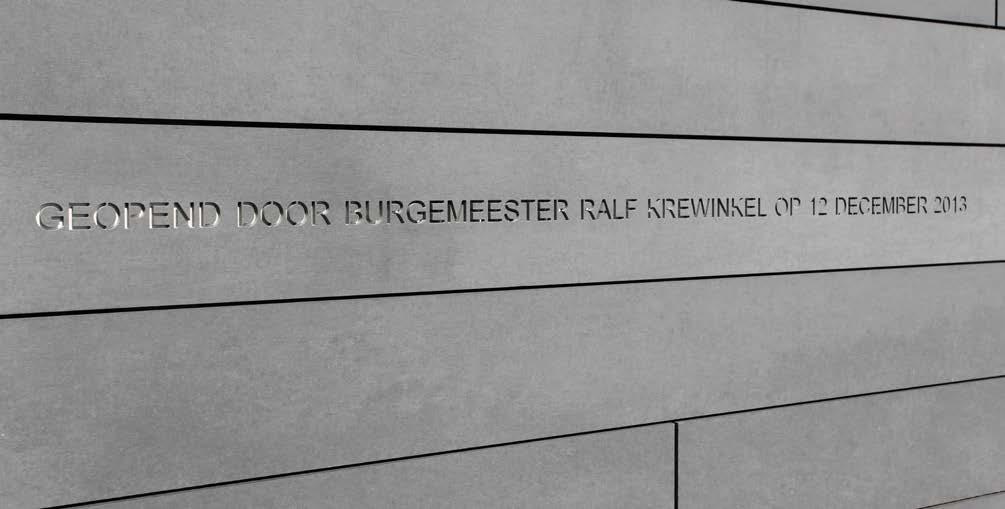 GEOPEND DOOR BURGEMEESTER RALF KREWINKEL OP 12 DECEMBER 2013